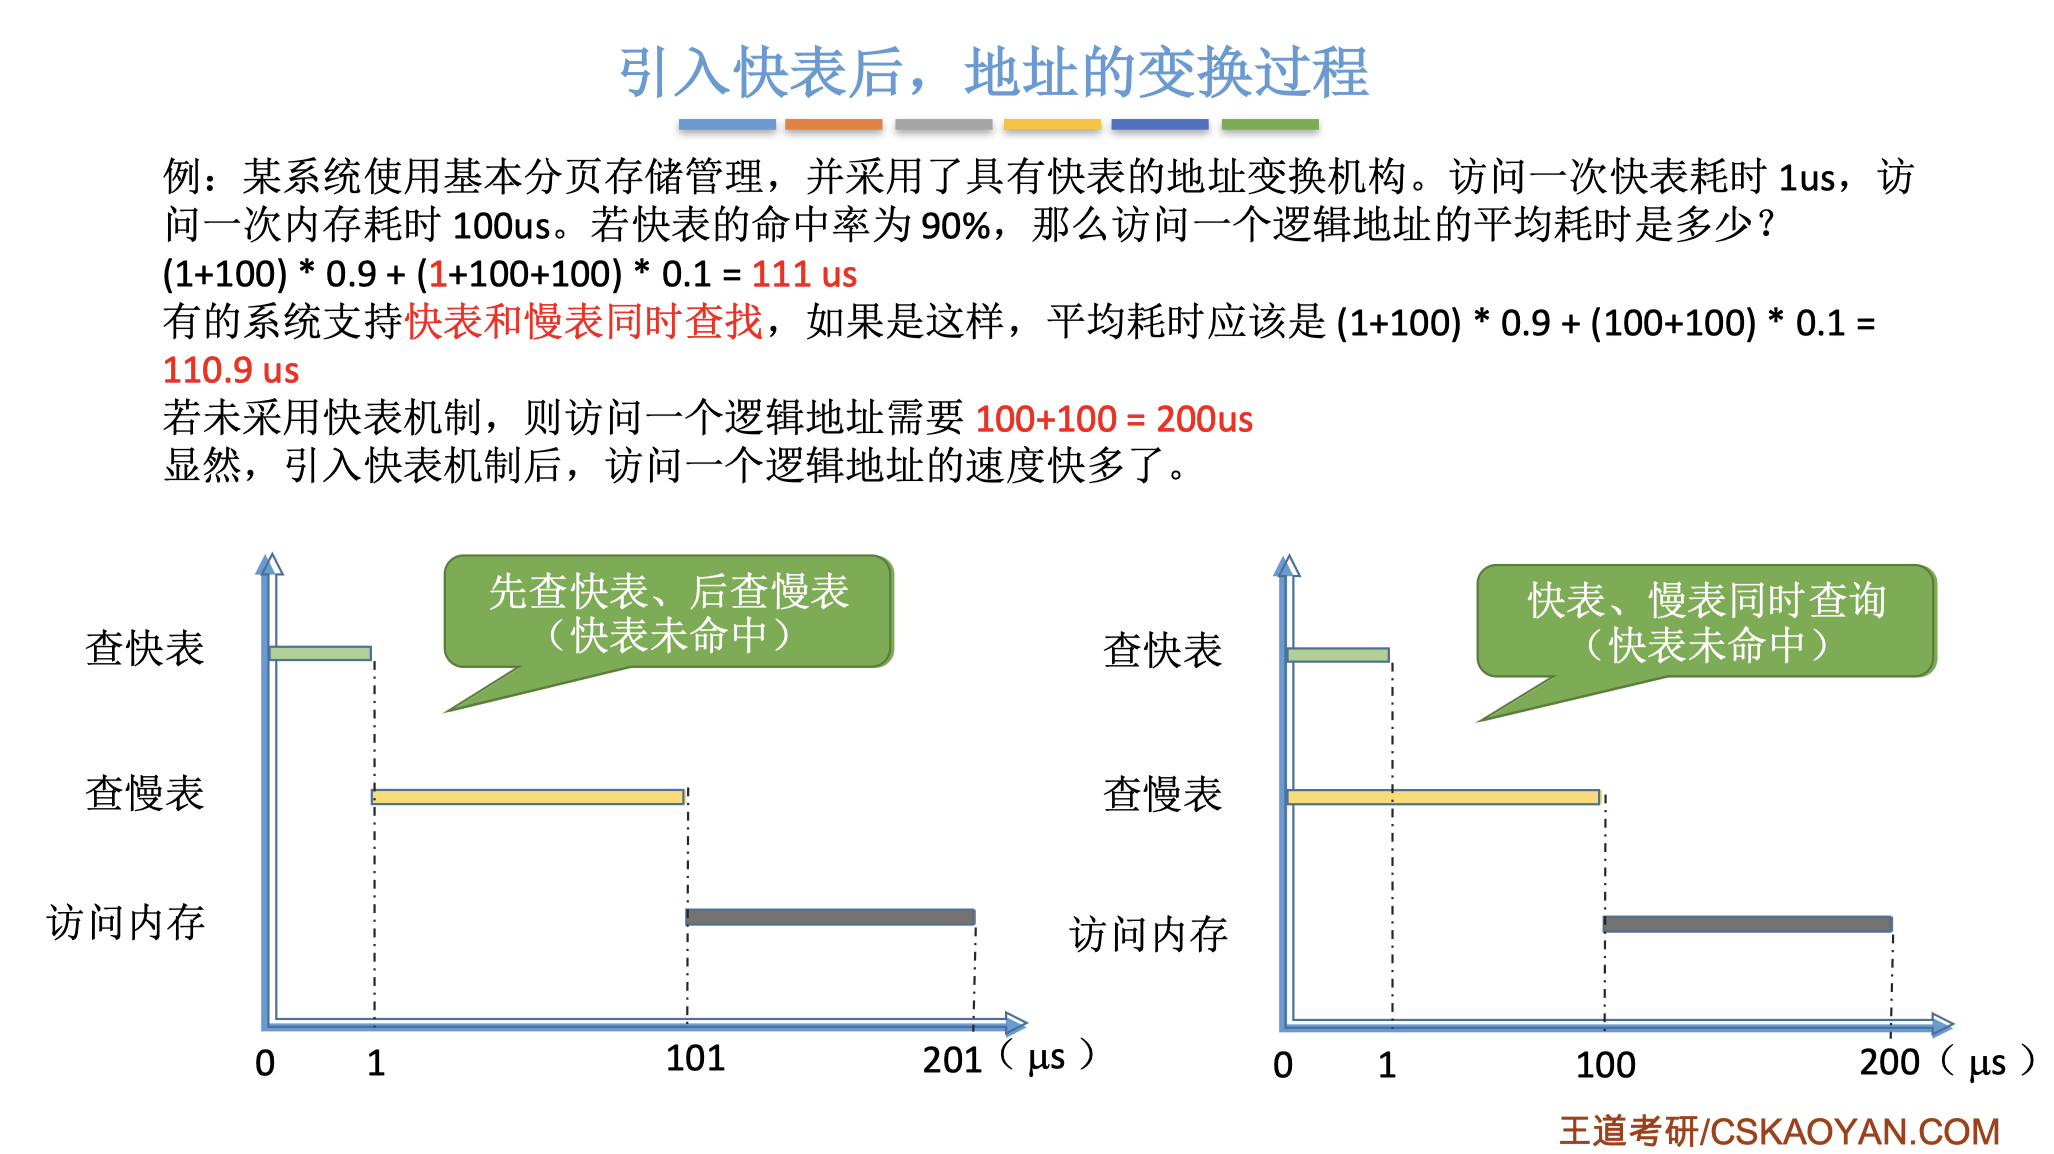 引入快表后，地址的变换过程
例：某系统使用基本分页存储管理，并采用了具有快表的地址变换机构。访问一次快表耗时 1us，访
问一次内存耗时 100us。若快表的命中率为 90%，那么访问一个逻辑地址的平均耗时是多少？
(1+100) * 0.9 + (1+100+100) * 0.1 = 111 us
有的系统支持快表和慢表同时查找，如果是这样，平均耗时应该是 (1+100) * 0.9 + (100+100) * 0.1 =
110.9 us
若未采用快表机制，则访问一个逻辑地址需要 100+100 = 200us
显然，引入快表机制后，访问一个逻辑地址的速度快多了。
先查快表、后查慢表
（快表未命中）
查快表
查慢表
访问内存
0 1 101 201（ μs ）
快表、慢表同时查询
（快表未命中）
查快表
查慢表
访问内存
0 1 100 200（ μs ）
王道考研/CSKAOYAN.COM